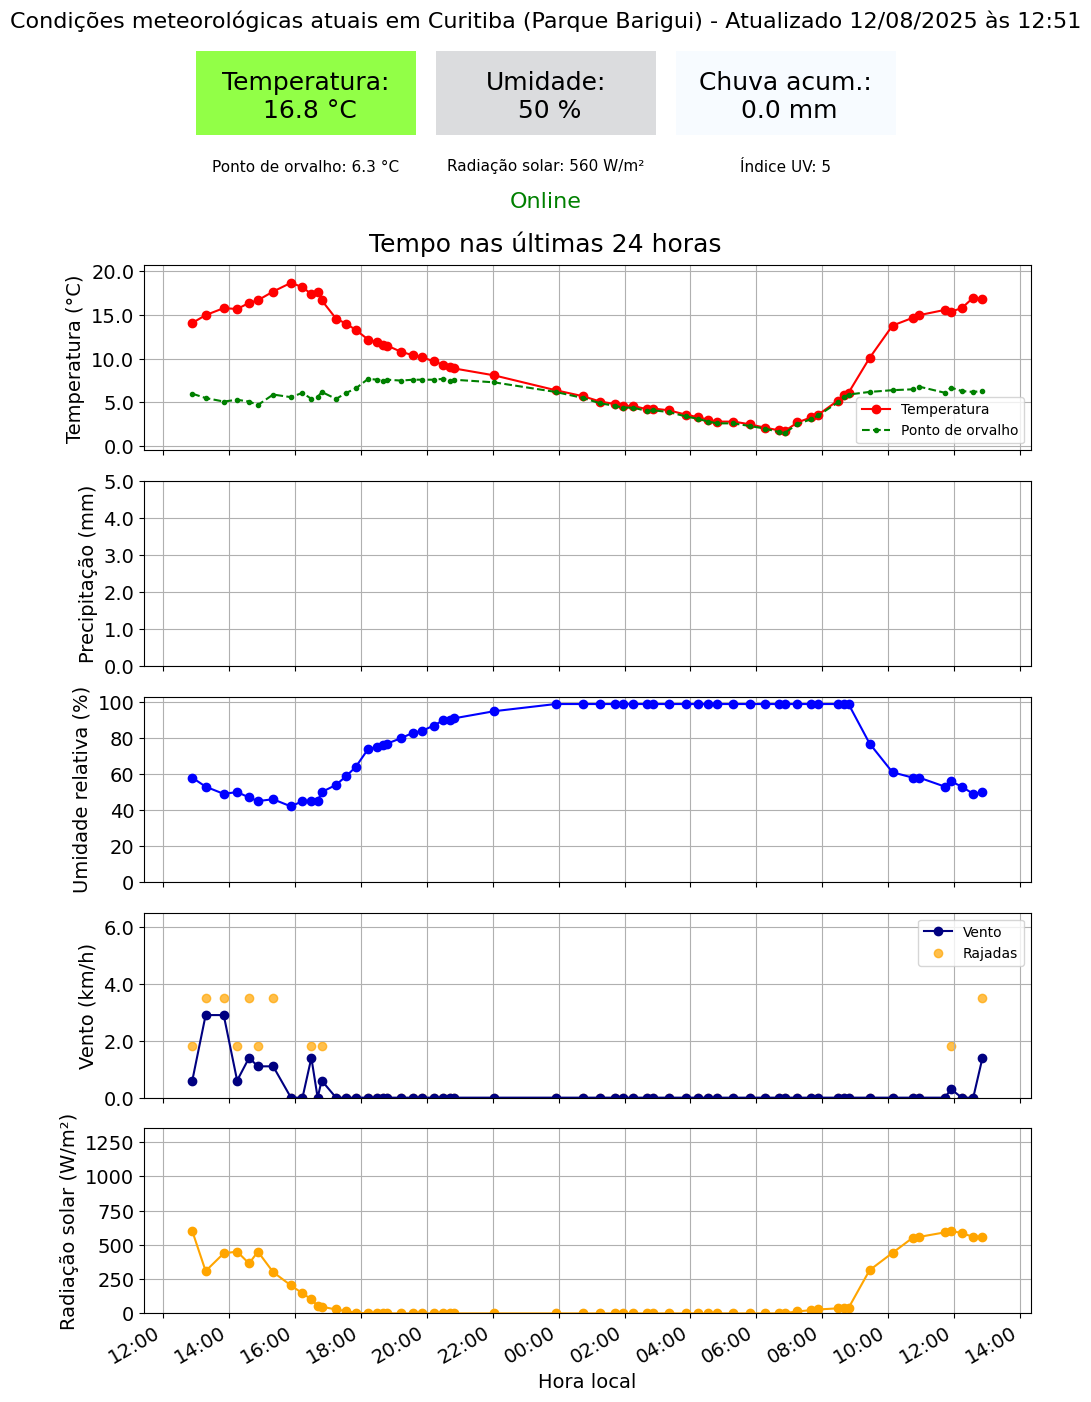 Condições meteorológicas atuais em Curitiba (Parque Barigui) - Atualizado 12/08/2025 às 12:51
Temperatura:
16.8 °C
Umidade:
50 %
Chuva acum.:
0.0 mm
Ponto de orvalho: 6.3 °C
Radiação solar: 560 W/m²
Índice UV: 5
Online
Tempo nas últimas 24 horas
Temperatura (°C)
20.0
15.0
10.0
5.0
0.0
Temperatura
Ponto de orvalho
Precipitação (mm)
5.0
4.0
3.0
2.0
1.0
0.0
Umidade relativa (%)
100
80
60
40
20
0
Vento (km/h)
6.0
4.0
2.0
0.0
Vento
Rajadas
Radiação solar (W/m²)
1250
1000
750
500
250
0
12:00
14:00
16:00
18:00
20:00
22:00
00:00
02:00
04:00
06:00
08:00
10:00
12:00
14:00
Hora local